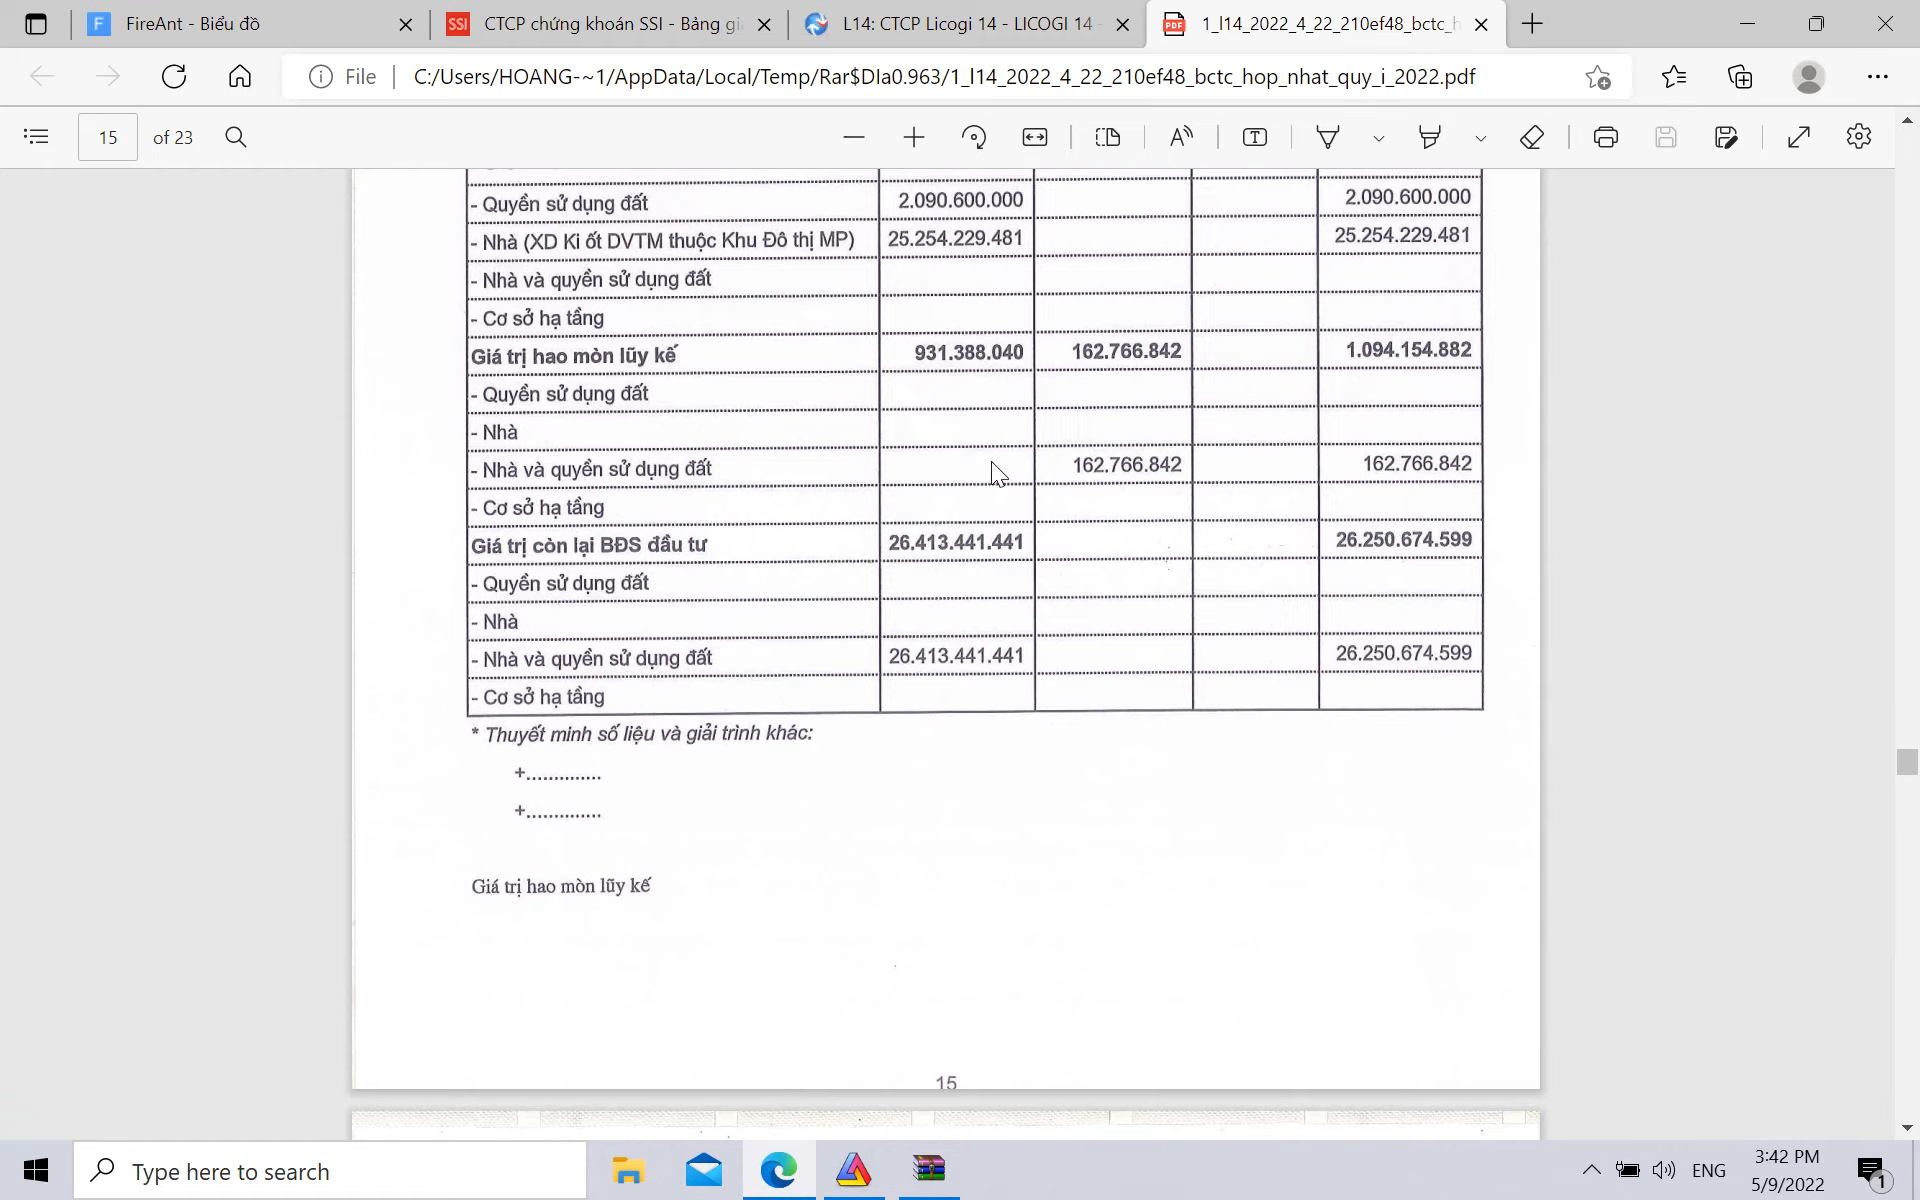 FireAnt - Biểu đồ
CTCP chứng khoán SSI - Bảng gi
L14: CTCP Licogi 14 - LICOGI 14 -
1_l14_2022_4_22_210ef48_bctc_h
File
C:/Users/HOANG-~1/AppData/Local/Temp/Rar$DIa0.963/1_l14_2022_4_22_210ef48_bctc_hop_nhat_quy_i_2022.pdf
15 of 23
- Quyền sử dụng đất 2.090.600.000 2.090.600.000
- Nhà (XD Ki ốt DVTM thuộc Khu Đô thị MP) 25.254.229.481 25.254.229.481
- Nhà và quyền sử dụng đất
- Cơ sở hạ tầng
Giá trị hao mòn lũy kế 931.388.040 162.766.842 1.094.154.882
- Quyền sử dụng đất
- Nhà
- Nhà và quyền sử dụng đất 162.766.842 162.766.842
- Cơ sở hạ tầng
Giá trị còn lại BĐS đầu tư 26.413.441.441 26.250.674.599
- Quyền sử dụng đất
- Nhà
- Nhà và quyền sử dụng đất 26.413.441.441 26.250.674.599
- Cơ sở hạ tầng
* Thuyết minh số liệu và giải trình khác:
+..............
+..............
Giá trị hao mòn lũy kế
15
Type here to search
ENG
3:42 PM
5/9/2022
1